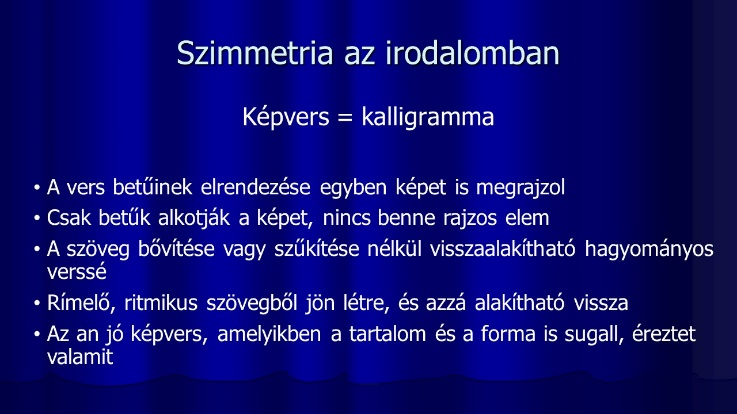 Szimmetria az irodalomban
Képvers = kalligramma
• A vers betűinek elrendezése egyben képet is megrajzol
• Csak betűk alkotják a képet, nincs benne rajzos elem
• A szöveg bővítése vagy szűkítése nélkül visszaalakítható hagyományos
verssé
• Rímelő, ritmikus szövegből jön létre, és azzá alakítható vissza
• Az an jó képvers, amelyikben a tartalom és a forma is sugall, éreztet
valamit